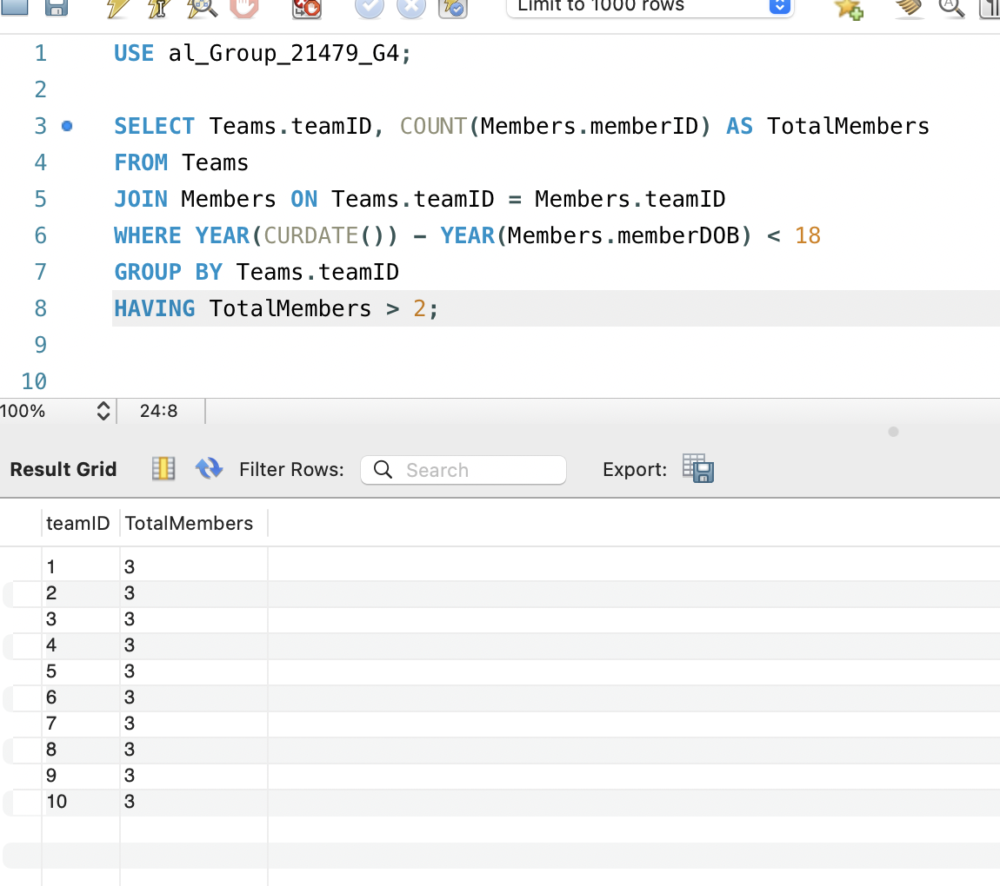 Limit to 1000 rows
1 USE al_Group_21479_G4;
2
3 SELECT Teams.teamID, COUNT(Members.memberID) AS TotalMembers
4 FROM Teams
5 JOIN Members ON Teams.teamID = Members.teamID
6 WHERE YEAR(CURDATE()) - YEAR(Members.memberDOB) < 18
7 GROUP BY Teams.teamID
8 HAVING TotalMembers > 2;
9
10
100% 24:8
Result Grid Filter Rows: Search Export:
teamID TotalMembers
1 3
2 3
3 3
4 3
5 3
6 3
7 3
8 3
9 3
10 3